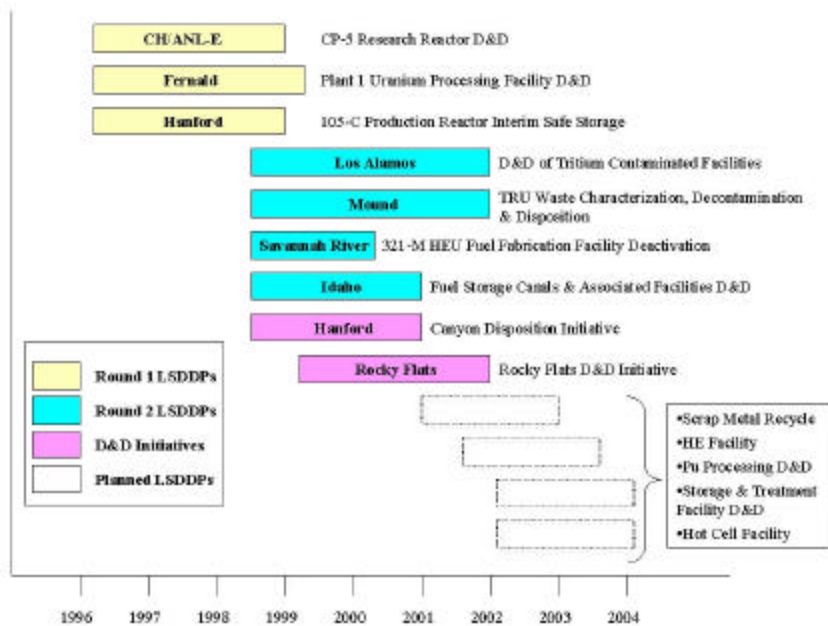 CH/ANL-E CP-5 Research Reactor D&D
Fernald Plant 1 Uranium Processing Facility D&D
Hanford 105-C Production Reactor Interim Safe Storage
Los Alamos D&D of Tritium Contaminated Facilities
Mound TRU Waste Characterization, Decontamination
& Disposition
Savannah River 321-M HEU Fuel Fabrication Facility Deactivation
Idaho Fuel Storage Canals & Associated Facilities D&D
Hanford Canyon Disposition Initiative
Rocky Flats Rocky Flats D&D Initiative
Round 1 LSDDPs
Round 2 LSDDPs
D&D Initiatives
Planned LSDDPs
•Scrap Metal Recycle
•HE Facility
•Pu Processing D&D
•Storage & Treatment
Facility D&D
•Hot Cell Facility
1996 1997 1998 1999 2000 2001 2002 2003 2004